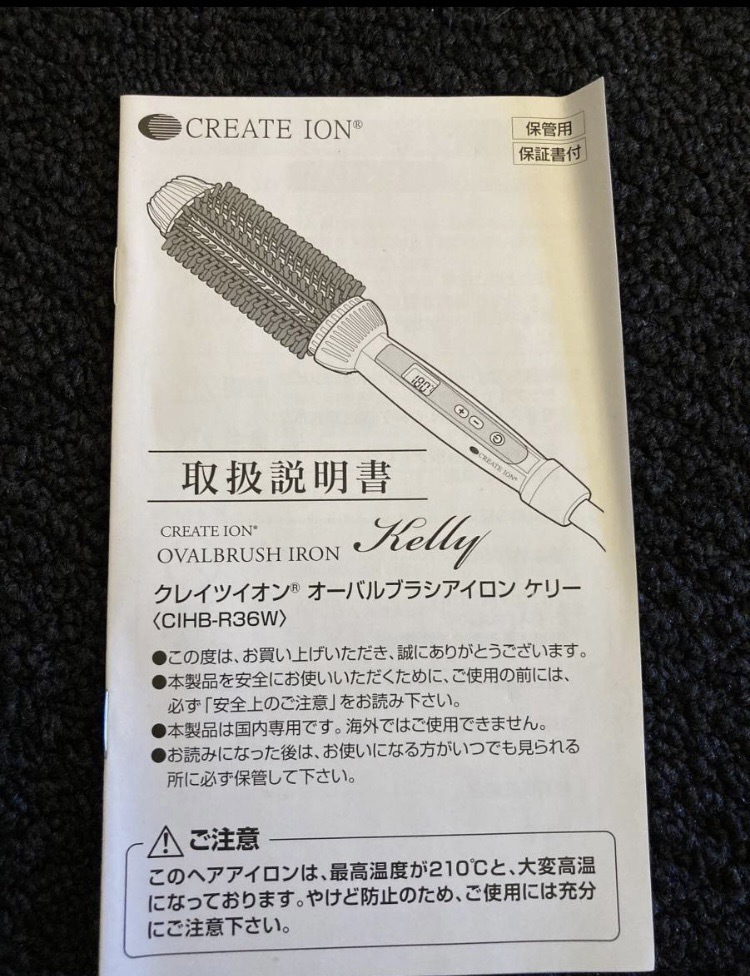 CREATE ION®
保管用
保証書付
180℃
+ -
CREATE ION®
取扱説明書
CREATE ION®
OVALBRUSH IRON Kelly
クレイツイオン® オーバルブラシアイロン ケリー
〈CIHB-R36W〉
●この度は、お買い上げいただき、誠にありがとうございます。
●本製品を安全にお使いいただくために、ご使用の前には、
必ず「安全上のご注意」をお読み下さい。
●本製品は国内専用です。海外ではご使用できません。
●お読みになった後は、お使いになる方がいつでも見られる
所に必ず保管して下さい。
ご注意
このヘアアイロンは、最高温度が210℃と、大変高温
になっております。やけど防止のため、ご使用には充分
にご注意下さい。